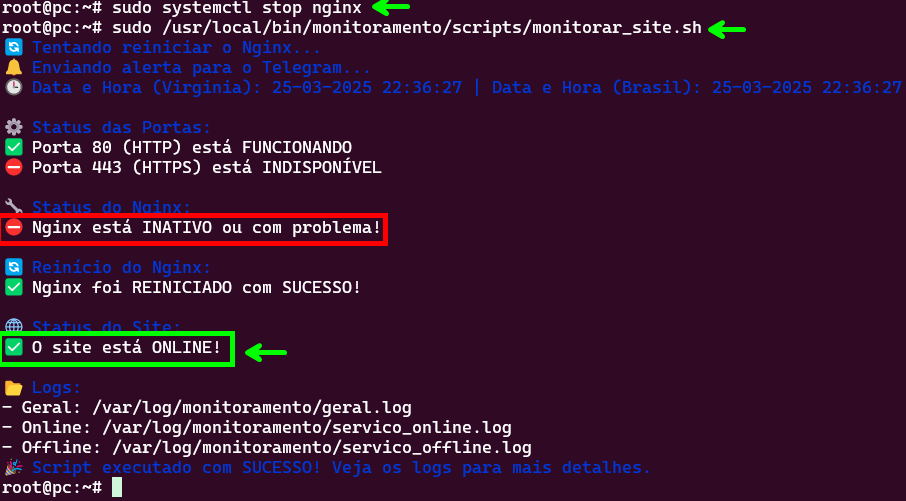 root@pc:~# sudo systemctl stop nginx
root@pc:~# sudo /usr/local/bin/monitoramento/scripts/monitorar_site.sh
🔄 Tentando reiniciar o Nginx...
🔔 Enviando alerta para o Telegram...
🕒 Data e Hora (Virginia): 25-03-2025 22:36:27 | Data e Hora (Brasil): 25-03-2025 22:36:27
⚙️ Status das Portas:
✅ Porta 80 (HTTP) está FUNCIONANDO
⛔ Porta 443 (HTTPS) está INDISPONÍVEL
🔧 Status do Nginx:
⛔ Nginx está INATIVO ou com problema!
🔄 Reinício do Nginx:
✅ Nginx foi REINICIADO com SUCESSO!
🌐 Status do Site:
✅ O site está ONLINE!
📂 Logs:
- Geral: /var/log/monitoramento/geral.log
- Online: /var/log/monitoramento/servico_online.log
- Offline: /var/log/monitoramento/servico_offline.log
🎉 Script executado com SUCESSO! Veja os logs para mais detalhes.
root@pc:~#